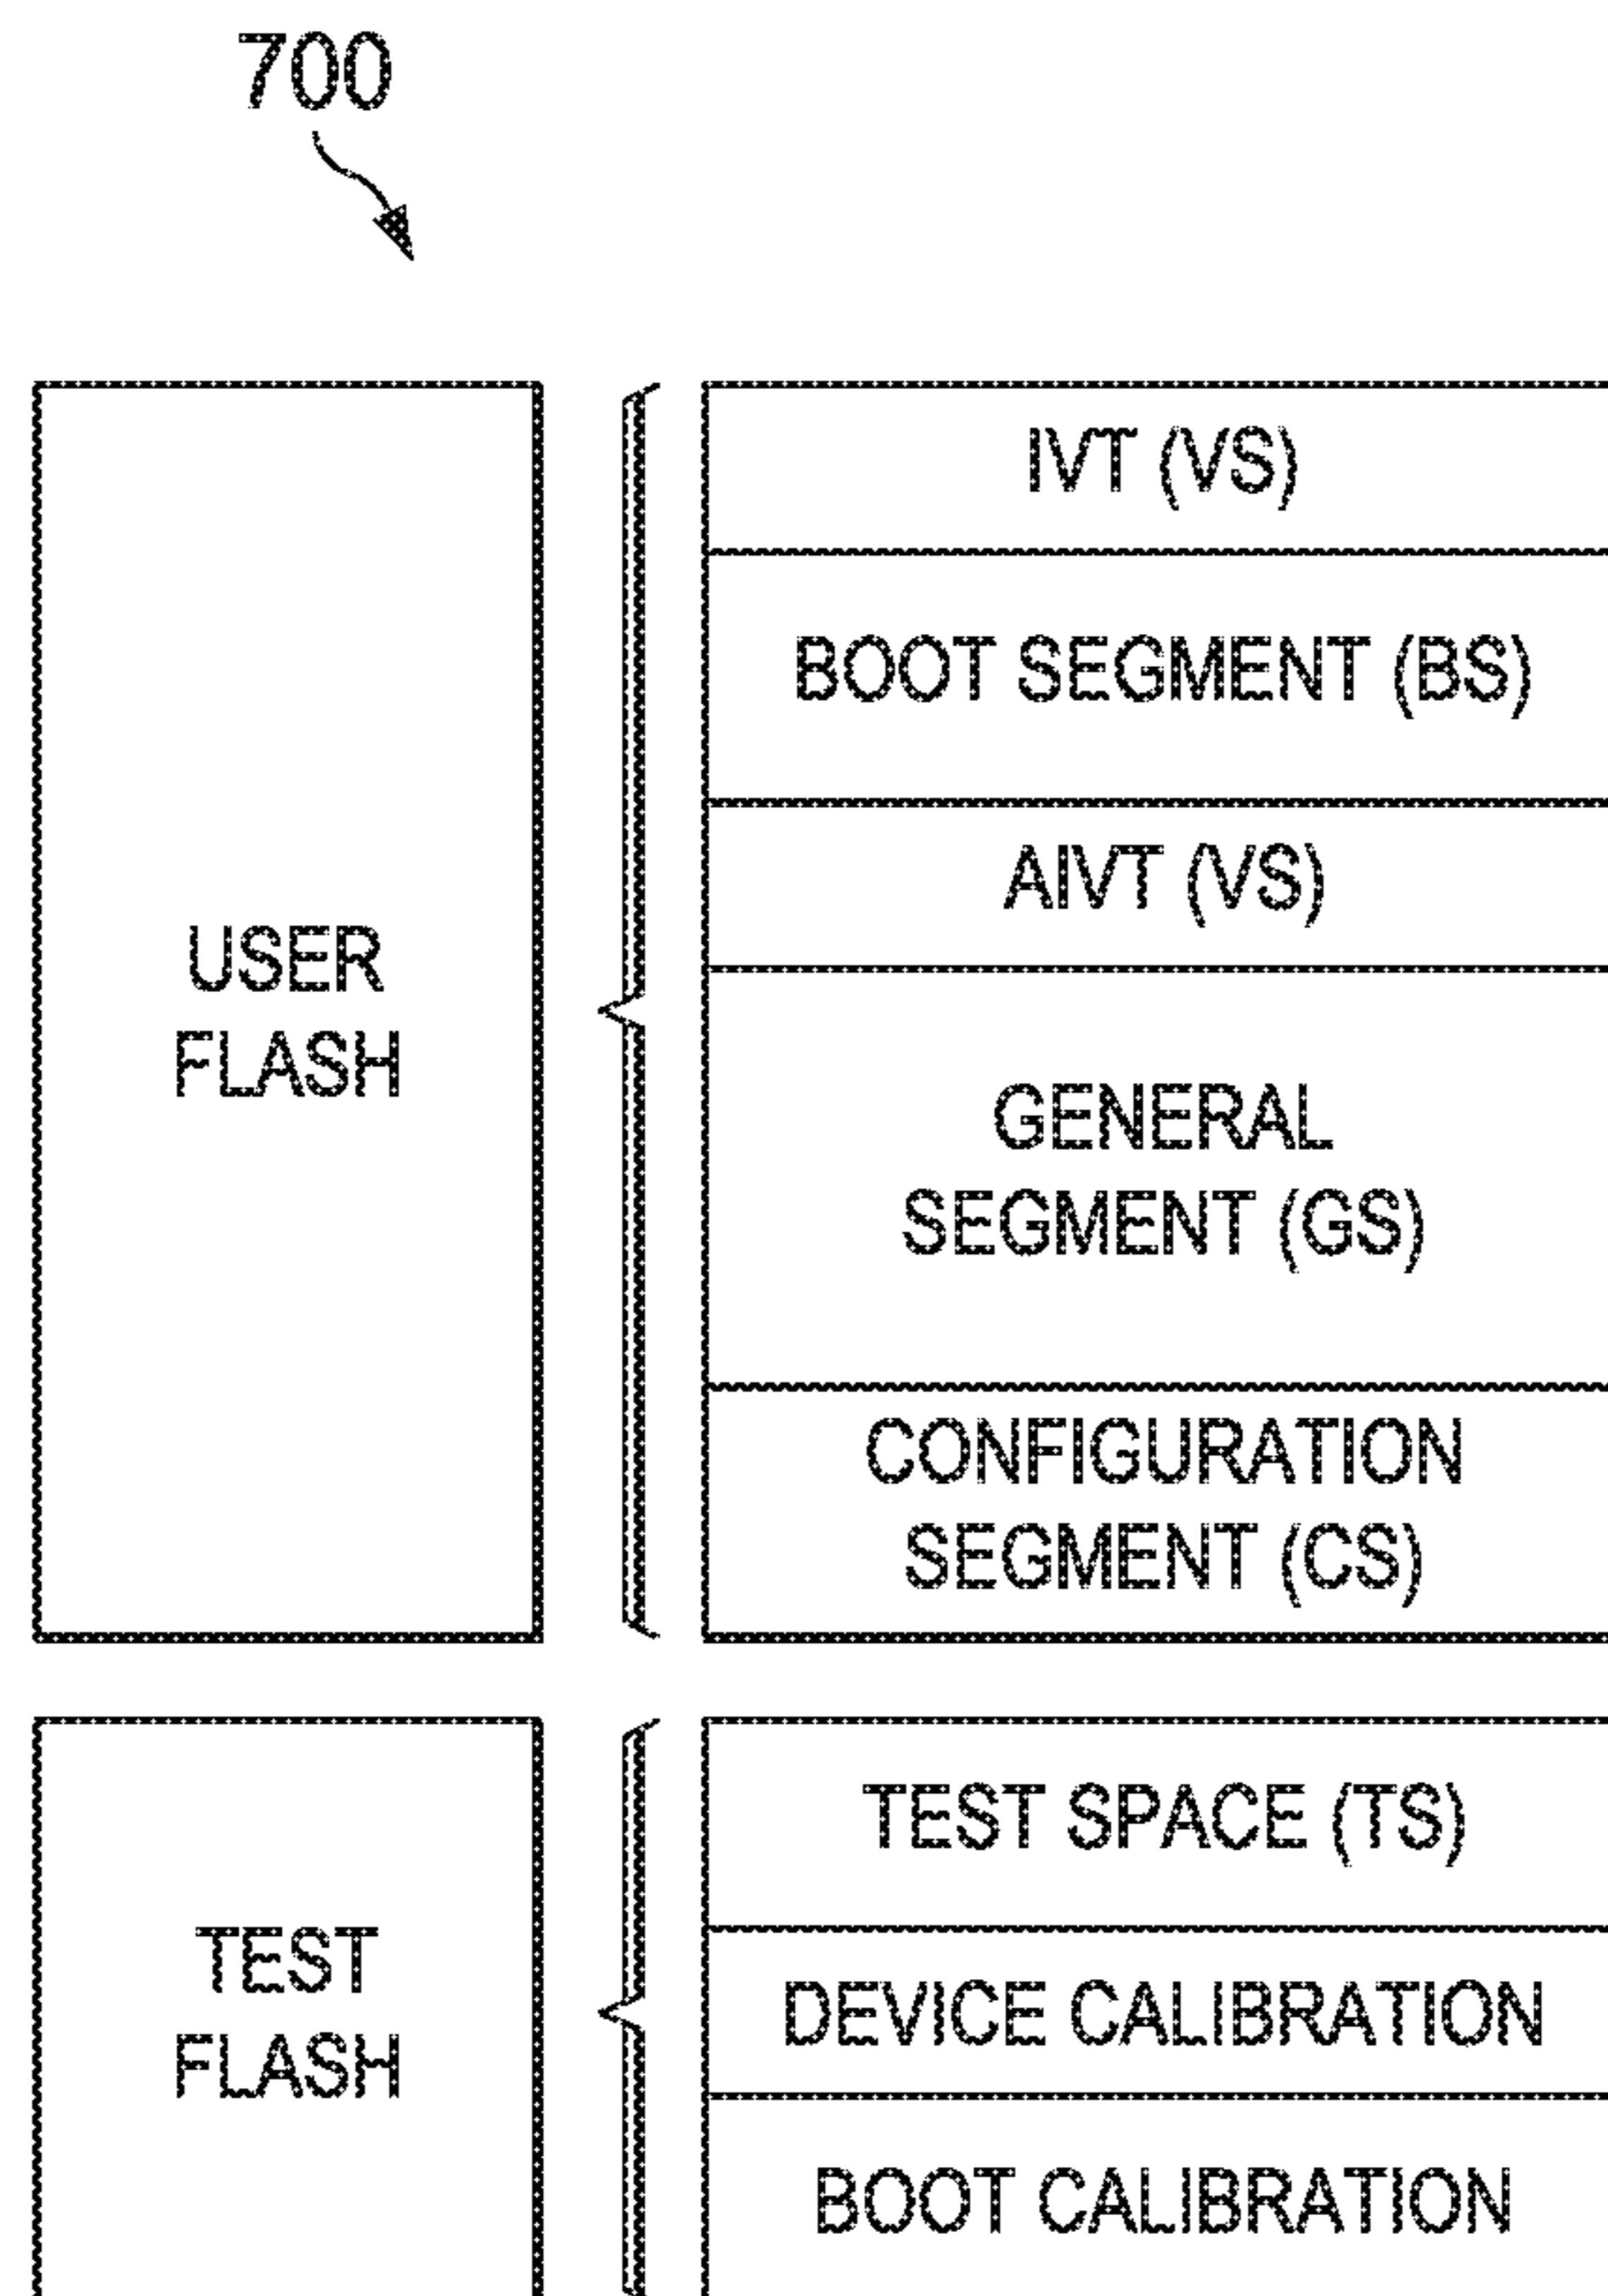 700
IVT (VS)
BOOT SEGMENT (BS)
AIVT (VS)
USER
FLASH
GENERAL
SEGMENT (GS)
CONFIGURATION
SEGMENT (CS)
TEST SPACE (TS)
TEST
FLASH
DEVICE CALIBRATION
BOOT CALIBRATION